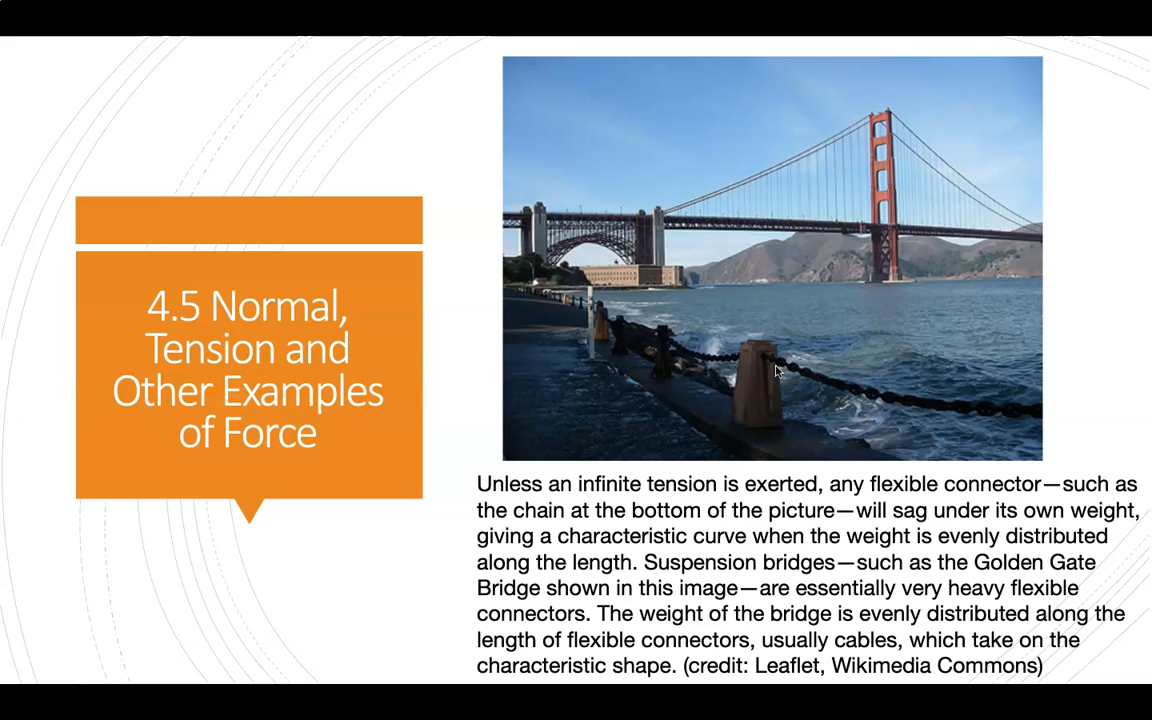 4.5 Normal,
Tension and
Other Examples
of Force
Unless an infinite tension is exerted, any flexible connector—such as
the chain at the bottom of the picture—will sag under its own weight,
giving a characteristic curve when the weight is evenly distributed
along the length. Suspension bridges—such as the Golden Gate
Bridge shown in this image—are essentially very heavy flexible
connectors. The weight of the bridge is evenly distributed along the
length of flexible connectors, usually cables, which take on the
characteristic shape. (credit: Leaflet, Wikimedia Commons)